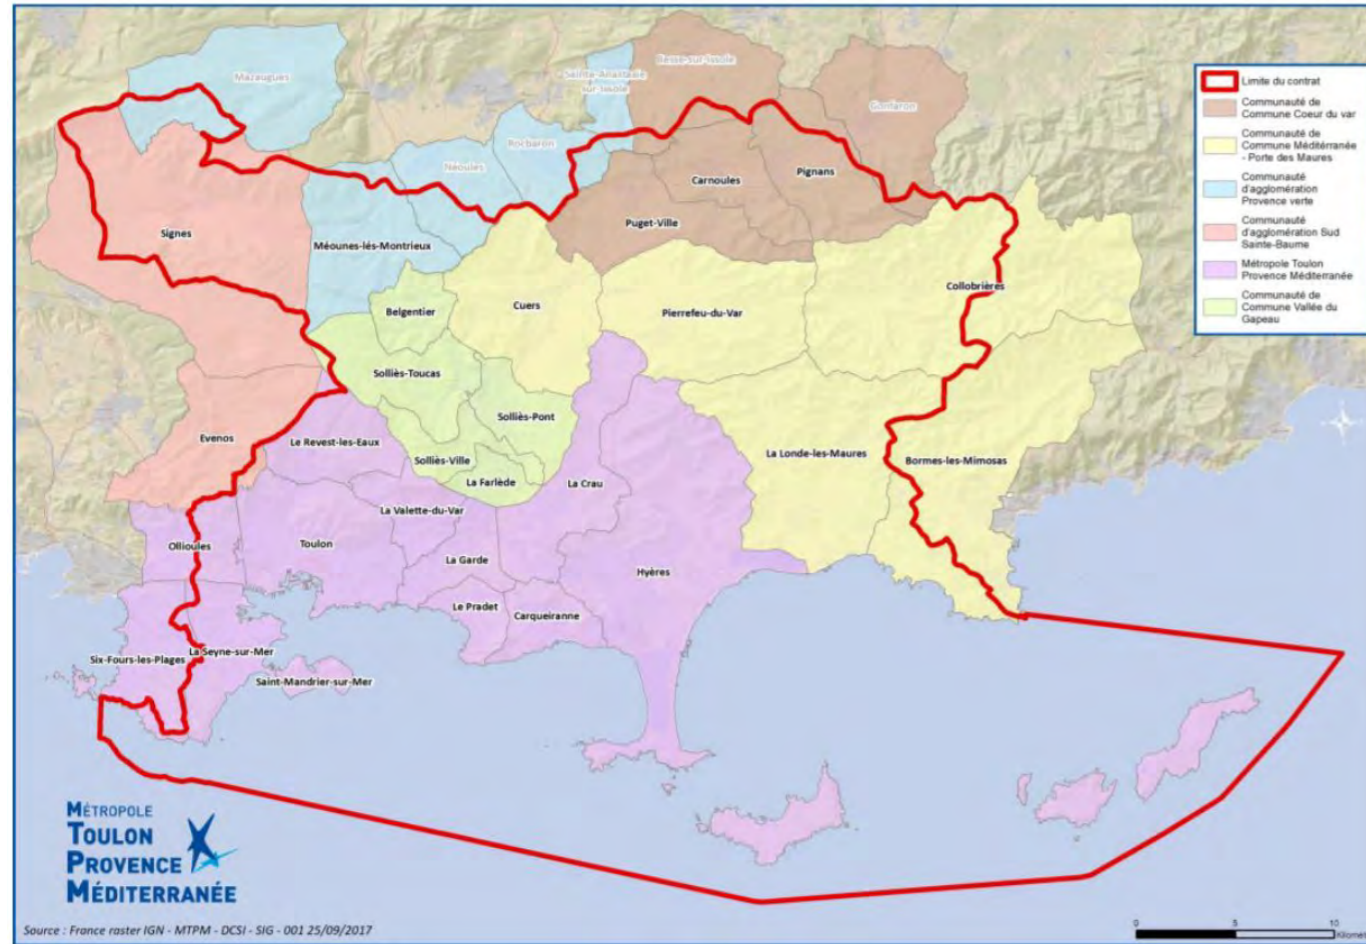 Mazaugues
Sainte-Anastasie
sur-Issole
Besse-sur-Issole
Gonfaron
Rocbaron
Néoules
Signes
Méounes-lés-Montrieux
Carnoules
Pignans
Puget-Ville
Cuers
Belgentier
Pierrefeu-du-Var
Collobrières
Solliès-Toucas
Solliès-Pont
Evenos
Le Revest-les-Eaux
Solliès-Ville
La Farlède
La Londe-les-Maures
Bormes-les-Mimosas
La Crau
La Valette-du-Var
Ollioules
Toulon
La Garde
Hyères
Le Pradet
Carqueiranne
Six-Fours-les-Plages
La Seyne-sur-Mer
Saint-Mandrier-sur-Mer
Limite du contrat
Communauté de
Commune Coeur du var
Communauté de
Commune Méditérranée
- Porte des Maures
Communauté
d'agglomération
Provence verte
Communauté
d'agglomération Sud
Sainte-Baume
Métropole Toulon
Provence Méditerranée
Communauté de
Commune Vallée du
Gapeau
MÉTROPOLE
TOULON
PROVENCE
MÉDITERRANÉE
Source : France raster IGN - MTPM - DCSI - SIG - 001 25/09/2017
0 5 10